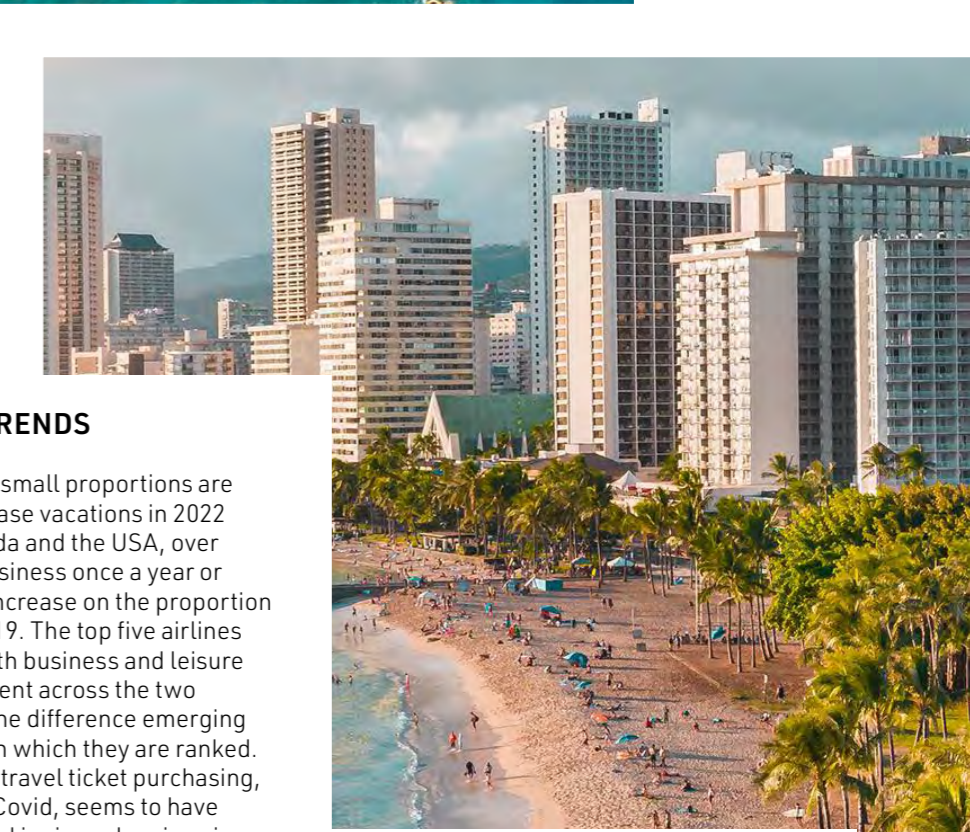 RENDS
small proportions are
ase vacations in 2022
da and the USA, over
siness once a year or
ncrease on the proportion
19. The top five airlines
th business and leisure
ent across the two
ne difference emerging
n which they are ranked.
travel ticket purchasing,
Covid, seems to have